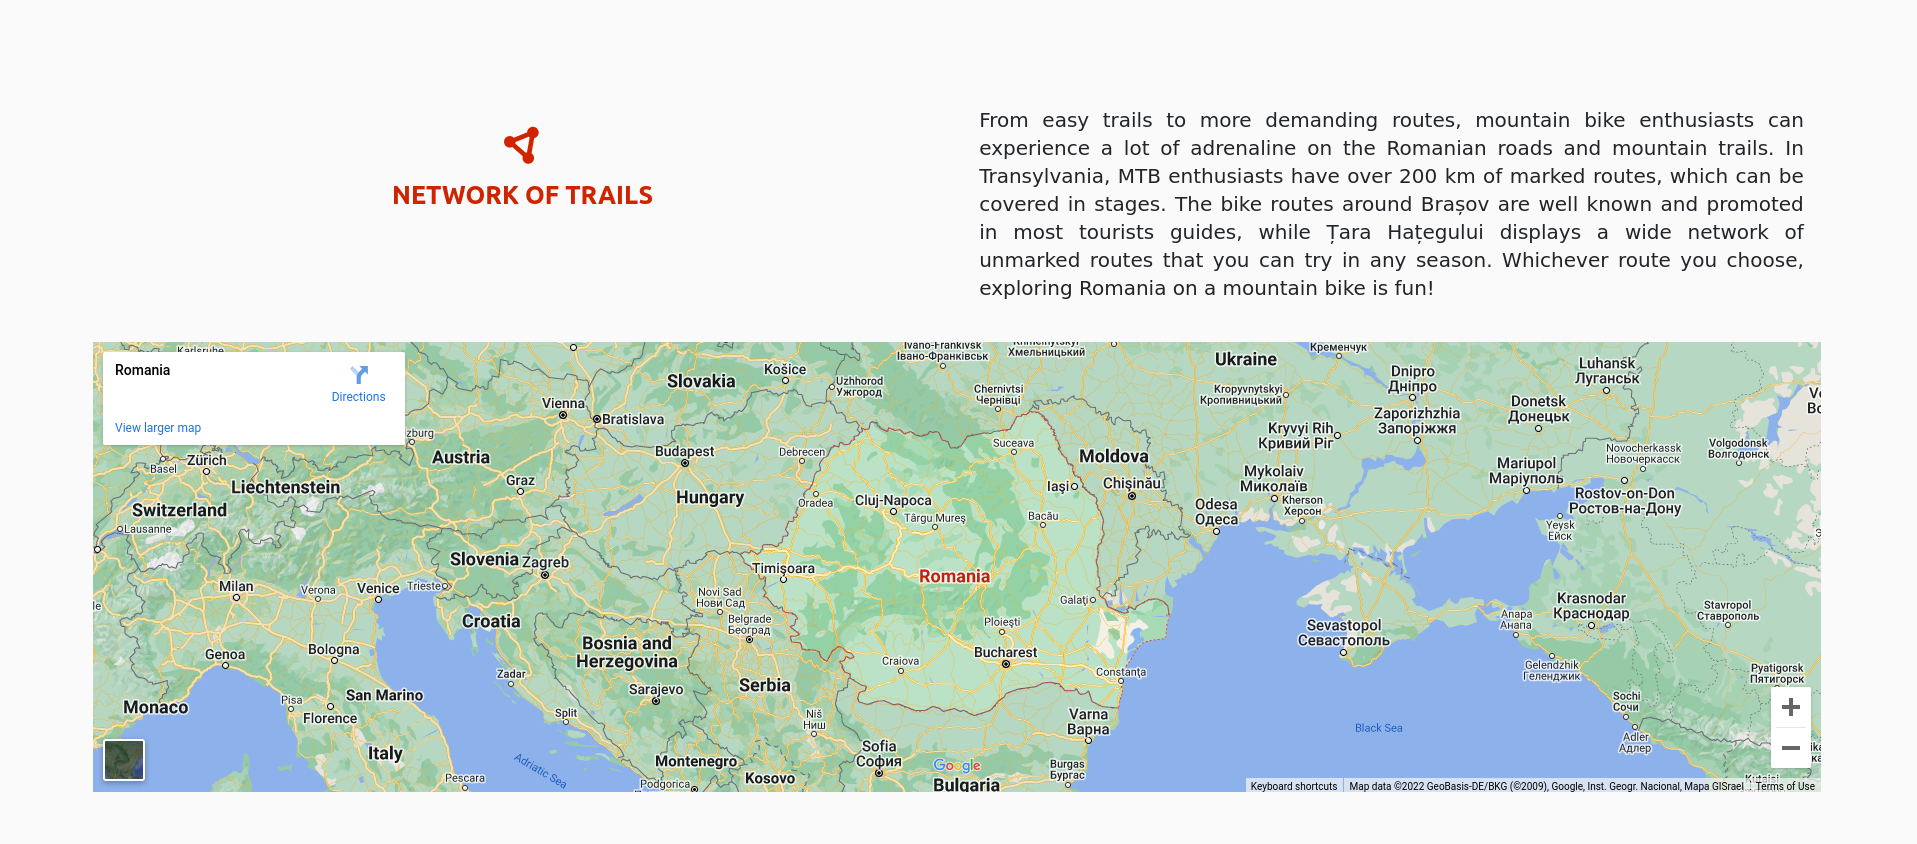 NETWORK OF TRAILS
From easy trails to more demanding routes, mountain bike enthusiasts can
experience a lot of adrenaline on the Romanian roads and mountain trails. In
Transylvania, MTB enthusiasts have over 200 km of marked routes, which can be
covered in stages. The bike routes around Brașov are well known and promoted
in most tourists guides, while Țara Hațegului displays a wide network of
unmarked routes that you can try in any season. Whichever route you choose,
exploring Romania on a mountain bike is fun!
Karlsruhe
Romania
Directions
View larger map
Slovakia
Košice
Uzhhorod
Ужгород
Ivano-Frankivsk
Івано-Франківськ
Хмельницький
Chernivtsi
Чернівці
Ukraine
Кременчук
Kropyvnytskyi
Кропивницький
Dnipro
Дніпро
Luhansk
Луганськ
Donetsk
Донецьк
Zaporizhzhia
Запоріжжя
Kryvyi Rih
Кривий Ріг
Vienna
Bratislava
Budapest
Debrecen
Suceava
Moldova
Zürich
Basel
Austria
Graz
Liechtenstein
Switzerland
Lausanne
Hungary
Oradea
Cluj-Napoca
Târgu Mureș
Bacău
Iași
Chișinău
Mykolaiv
Миколаїв
Kherson
Херсон
Odesa
Одеса
Mariupol
Маріуполь
Novocherkassk
Новочеркасск
Volgodonsk
Волгодонск
Rostov-on-Don
Ростов-на-Дону
Yeysk
Ейск
Slovenia
Zagreb
Timișoara
Romania
Milan
Verona
Venice
Trieste
Novi Sad
Нови Сад
Belgrade
Београд
Galați
Croatia
Bosnia and
Herzegovina
Ploiești
Bucharest
Craiova
Constanța
Sevastopol
Севастополь
Krasnodar
Краснодар
Anapa
Анапа
Stavropol
Ставрополь
Gelendzhik
Геленджик
Pyatigorsk
Пятигорск
Genoa
Bologna
Zadar
Sarajevo
Serbia
Monaco
Pisa
San Marino
Florence
Split
Niš
Ниш
Varna
Варна
Black Sea
Sochi
Сочи
Adler
Адлер
Italy
Adriatic Sea
Pescara
Montenegro
Podgorica
Kosovo
Sofia
София
Google
Bulgaria
Burgas
Бургас
Kutaisi
Keyboard shortcuts
Map data ©2022 GeoBasis-DE/BKG (©2009), Google, Inst. Geogr. Nacional, Mapa GISrael
Terms of Use